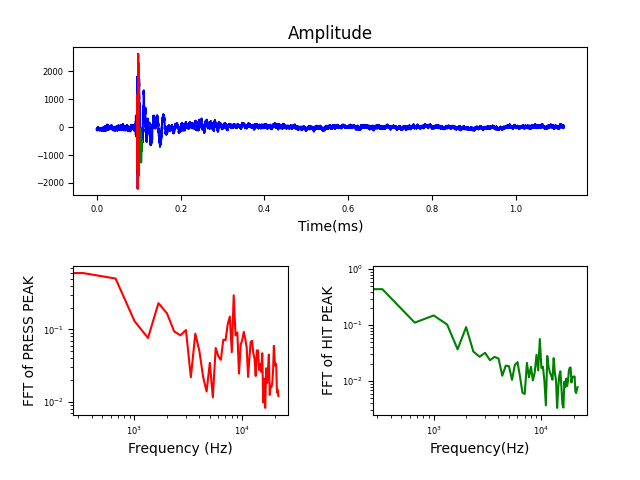 Amplitude
2000
1000
0
−1000
−2000
0.0 0.2 0.4 0.6 0.8 1.0
Time(ms)
FFT of PRESS PEAK
10⁻¹
10⁻²
10³ 10⁴
Frequency (Hz)
FFT of HIT PEAK
10⁰
10⁻¹
10⁻²
10³ 10⁴
Frequency(Hz)